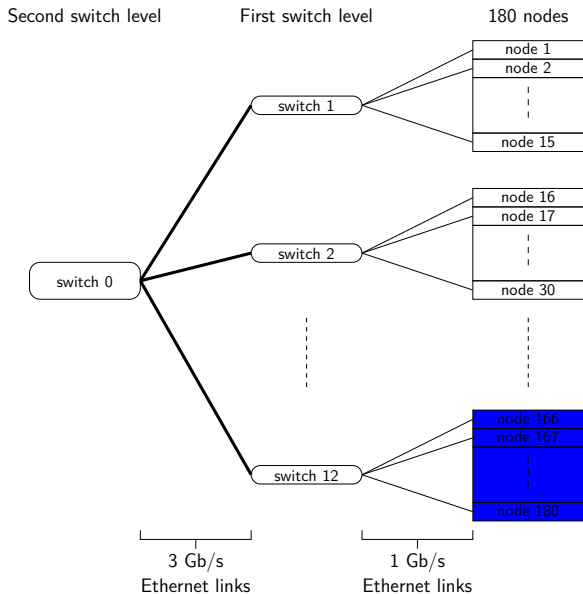 Second switch level
First switch level
180 nodes
node 1
node 2
switch 1
node 15
node 16
node 17
switch 2
node 30
switch 0
node 166
node 167
switch 12
node 180
3 Gb/s
Ethernet links
1 Gb/s
Ethernet links